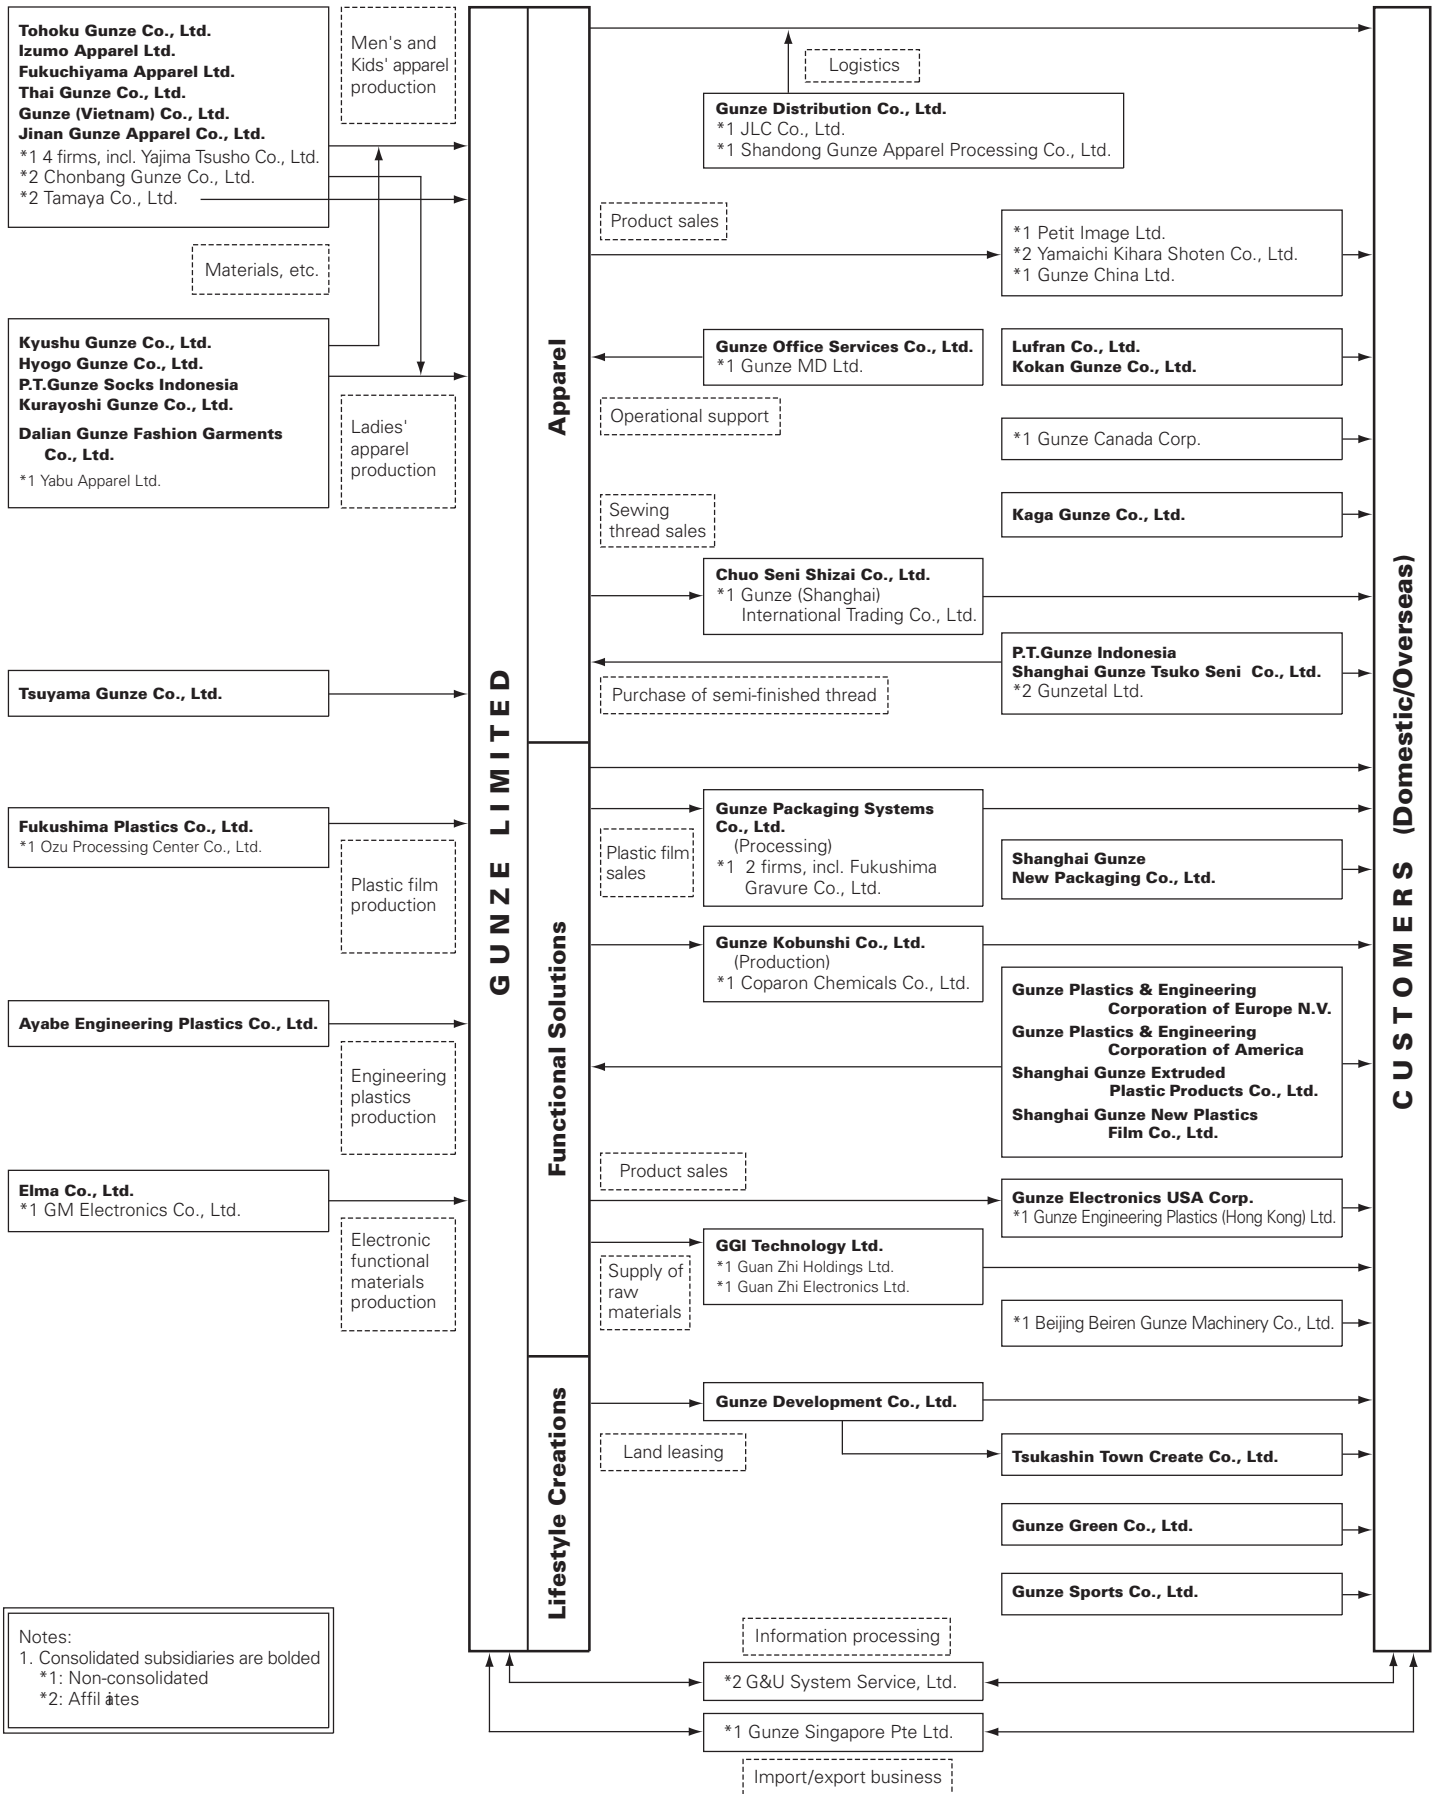 Tohoku Gunze Co., Ltd.
Izumo Apparel Ltd.
Fukuchiyama Apparel Ltd.
Thai Gunze Co., Ltd.
Gunze (Vietnam) Co., Ltd.
Jinan Gunze Apparel Co., Ltd.
*1 4 firms, incl. Yajima Tsusho Co., Ltd.
*2 Chonbang Gunze Co., Ltd.
*2 Tamaya Co., Ltd.
Men's and
Kids' apparel
production
Materials, etc.
Kyushu Gunze Co., Ltd.
Hyogo Gunze Co., Ltd.
P.T.Gunze Socks Indonesia
Kurayoshi Gunze Co., Ltd.
Dalian Gunze Fashion Garments
Co., Ltd.
*1 Yabu Apparel Ltd.
Ladies'
apparel
production
Tsuyama Gunze Co., Ltd.
Fukushima Plastics Co., Ltd.
*1 Ozu Processing Center Co., Ltd.
Plastic film
production
Ayabe Engineering Plastics Co., Ltd.
Engineering
plastics
production
Elma Co., Ltd.
*1 GM Electronics Co., Ltd.
Electronic
functional
materials
production
Notes:
1. Consolidated subsidiaries are bolded
*1: Non-consolidated
*2: Affiliates
GUNZE LIMITED
Apparel
Functional Solutions
Lifestyle Creations
Logistics
Gunze Distribution Co., Ltd.
*1 JLC Co., Ltd.
*1 Shandong Gunze Apparel Processing Co., Ltd.
Product sales
*1 Petit Image Ltd.
*2 Yamaichi Kihara Shoten Co., Ltd.
*1 Gunze China Ltd.
Gunze Office Services Co., Ltd.
*1 Gunze MD Ltd.
Lufran Co., Ltd.
Kokan Gunze Co., Ltd.
Operational support
*1 Gunze Canada Corp.
Sewing
thread sales
Kaga Gunze Co., Ltd.
Chuo Seni Shizai Co., Ltd.
*1 Gunze (Shanghai)
International Trading Co., Ltd.
P.T.Gunze Indonesia
Shanghai Gunze Tsuko Seni Co., Ltd.
*2 Gunzetal Ltd.
Purchase of semi-finished thread
Gunze Packaging Systems
Co., Ltd.
(Processing)
*1 2 firms, incl. Fukushima
Gravure Co., Ltd.
Plastic film
sales
Shanghai Gunze
New Packaging Co., Ltd.
Gunze Kobunshi Co., Ltd.
(Production)
*1 Coparon Chemicals Co., Ltd.
Gunze Plastics & Engineering
Corporation of Europe N.V.
Gunze Plastics & Engineering
Corporation of America
Shanghai Gunze Extruded
Plastic Products Co., Ltd.
Shanghai Gunze New Plastics
Film Co., Ltd.
Product sales
Gunze Electronics USA Corp.
*1 Gunze Engineering Plastics (Hong Kong) Ltd.
GGI Technology Ltd.
*1 Guan Zhi Holdings Ltd.
*1 Guan Zhi Electronics Ltd.
Supply of
raw
materials
*1 Beijing Beiren Gunze Machinery Co., Ltd.
Gunze Development Co., Ltd.
Land leasing
Tsukashin Town Create Co., Ltd.
Gunze Green Co., Ltd.
Gunze Sports Co., Ltd.
Information processing
*2 G&U System Service, Ltd.
*1 Gunze Singapore Pte Ltd.
Import/export business
CUSTOMERS (Domestic/Overseas)